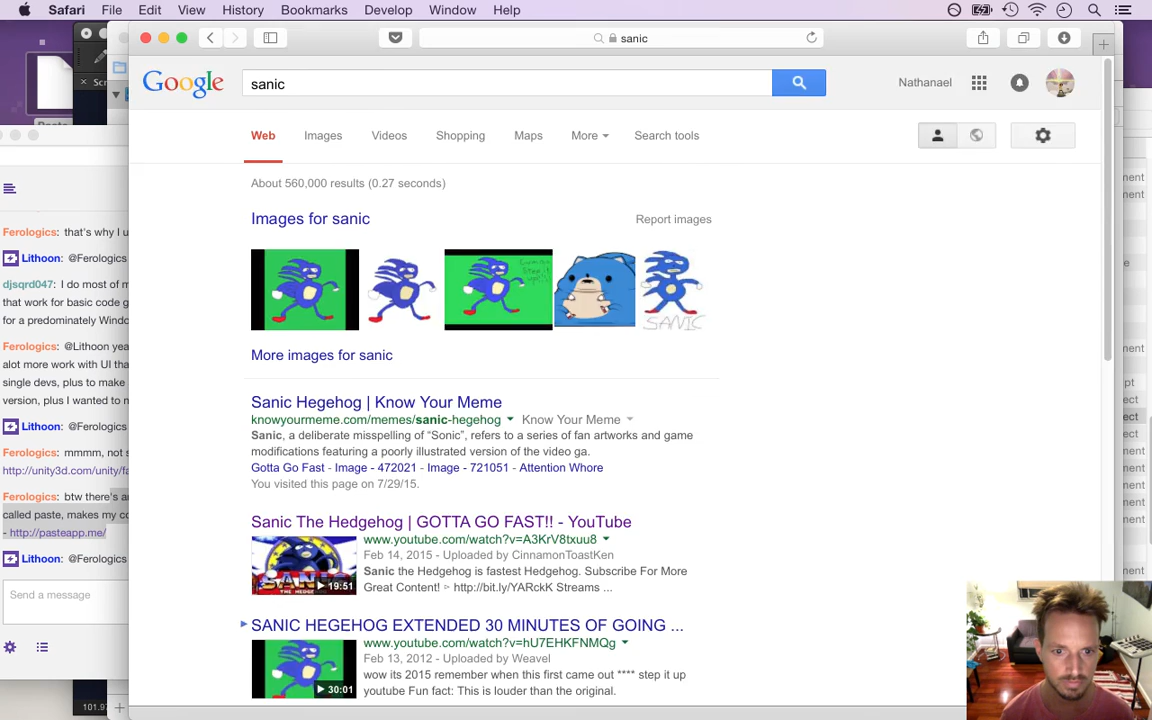 Safari File Edit View History Bookmarks Develop Window Help
sanic
Google sanic Nathanael
Web Images Videos Shopping Maps More Search tools
About 560,000 results (0.27 seconds)
Images for sanic Report images
SANIC
More images for sanic
Sanic Hegehog | Know Your Meme
knowyourmeme.com/memes/sanic-hegehog Know Your Meme
Sanic, a deliberate misspelling of “Sonic”, refers to a series of fan artworks and game
modifications featuring a poorly illustrated version of the video ga.
Gotta Go Fast - Image - 472021 - Image - 721051 - Attention Whore
You visited this page on 7/29/15.
Sanic The Hedgehog | GOTTA GO FAST!! - YouTube
www.youtube.com/watch?v=A3KrV8txuu8
Feb 14, 2015 - Uploaded by CinnamonToastKen
Sanic the Hedgehog is fastest Hedgehog. Subscribe For More
Great Content! ▹ http://bit.ly/YARckK Streams ...
19:51
SANIC HEGEHOG EXTENDED 30 MINUTES OF GOING ...
www.youtube.com/watch?v=hU7EHKFNMQg
Feb 13, 2012 - Uploaded by Weavel
wow its 2015 remember when this first came out **** step it up
youtube Fun fact: This is louder than the original.
30:01
Ferologics: that's why I u
Lithoon: @Ferologics
djsqrd047: I do most of m
that work for basic code g
for a predominately Windo
Ferologics: @Lithoon yea
alot more work with UI tha
single devs, plus to make
version, plus I wanted to n
Lithoon: @Ferologics
Ferologics: mmmm, not s
http://unity3d.com/unity/fa
Ferologics: btw there's a
called paste, makes my co
- http://pasteapp.me/
Lithoon: @Ferologics
Send a message
101.97